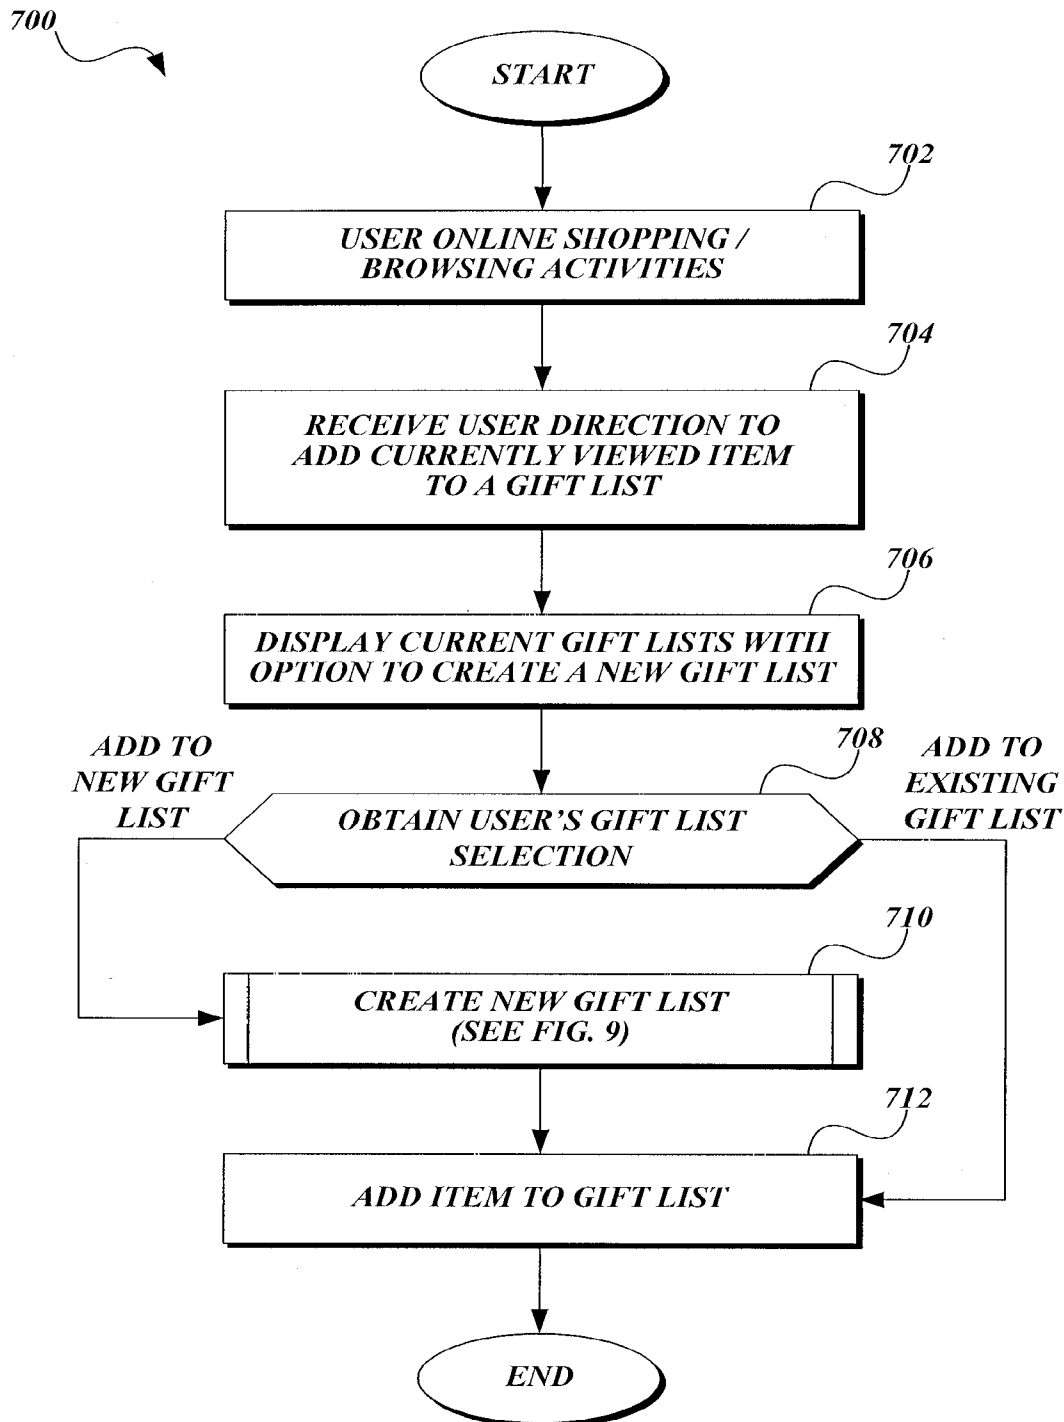 700
START
702
USER ONLINE SHOPPING /
BROWSING ACTIVITIES
704
RECEIVE USER DIRECTION TO
ADD CURRENTLY VIEWED ITEM
TO A GIFT LIST
706
DISPLAY CURRENT GIFT LISTS WITH
OPTION TO CREATE A NEW GIFT LIST
ADD TO
NEW GIFT
LIST
708
ADD TO
EXISTING
GIFT LIST
OBTAIN USER'S GIFT LIST
SELECTION
710
CREATE NEW GIFT LIST
(SEE FIG. 9)
712
ADD ITEM TO GIFT LIST
END